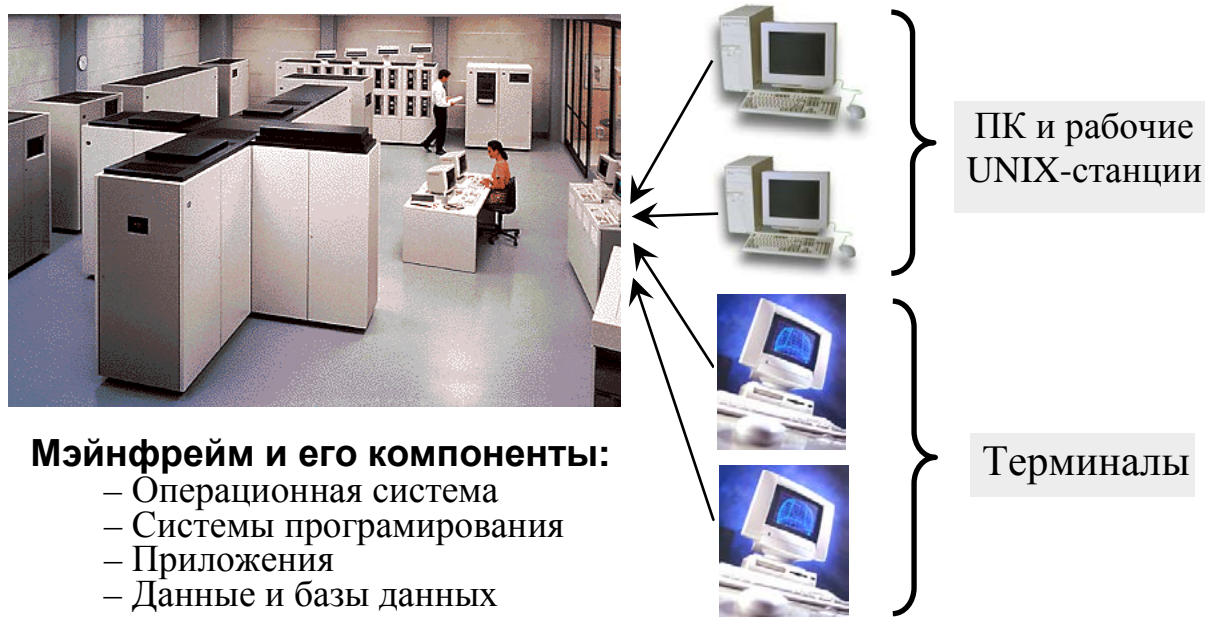 ПК и рабочие
UNIX-станции
Мэйнфрейм и его компоненты:
– Операционная система
– Системы програмирования
– Приложения
– Данные и базы данных
Терминалы